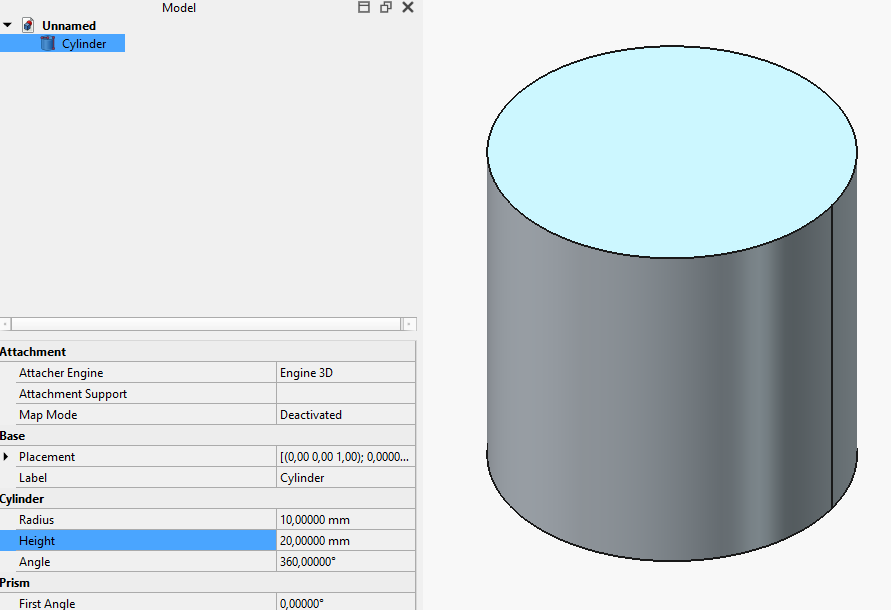 Model
Unnamed
Cylinder
Attachment
Attacher Engine Engine 3D
Attachment Support
Map Mode Deactivated
Base
Placement [(0,00 0,00 1,00); 0,0000...
Label Cylinder
Cylinder
Radius 10,00000 mm
Height 20,00000 mm
Angle 360,00000°
Prism
First Angle 0,00000°